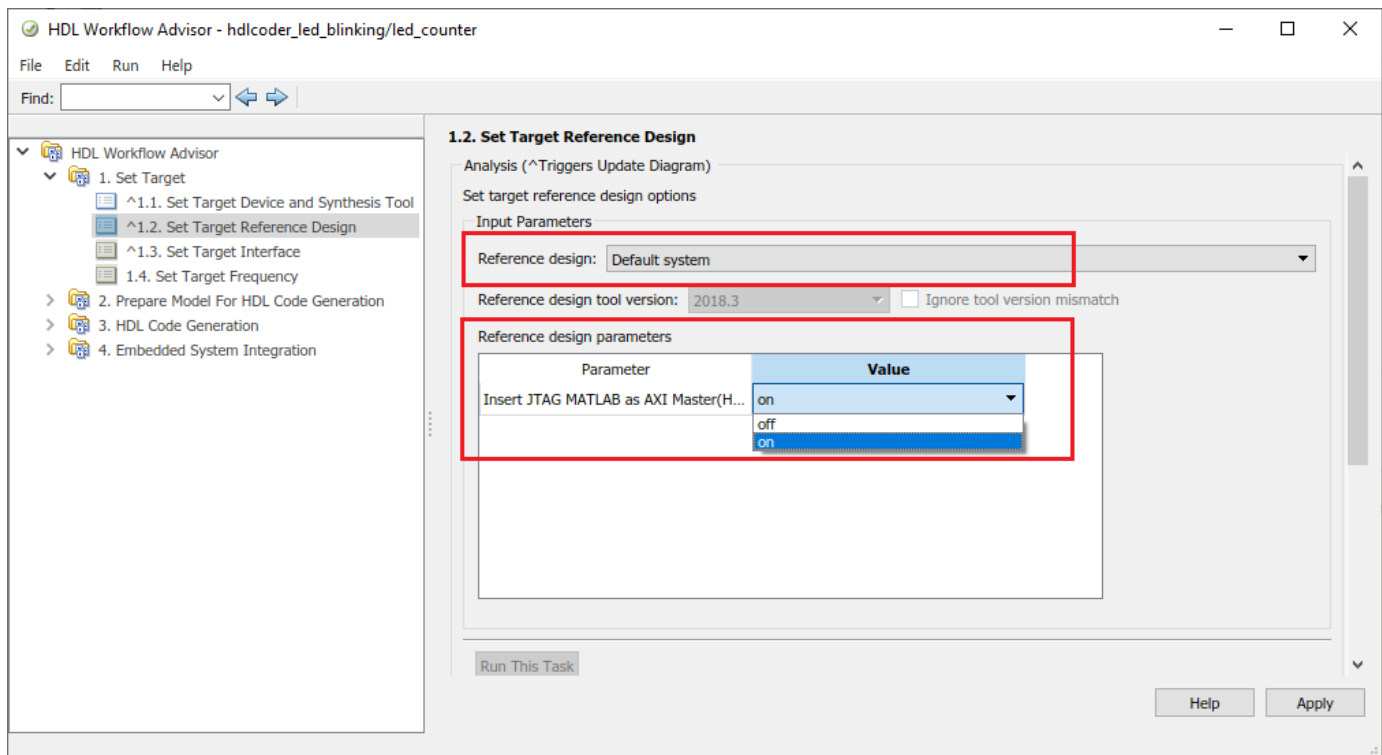 HDL Workflow Advisor - hdlcoder_led_blinking/led_counter
File Edit Run Help
Find:
HDL Workflow Advisor
1. Set Target
^1.1. Set Target Device and Synthesis Tool
^1.2. Set Target Reference Design
^1.3. Set Target Interface
1.4. Set Target Frequency
2. Prepare Model For HDL Code Generation
3. HDL Code Generation
4. Embedded System Integration
1.2. Set Target Reference Design
Analysis (^Triggers Update Diagram)
Set target reference design options
Input Parameters
Reference design: Default system
Reference design tool version: 2018.3 Ignore tool version mismatch
Reference design parameters
Parameter Value
Insert JTAG MATLAB as AXI Master(H... on
off
on
Run This Task
Help Apply